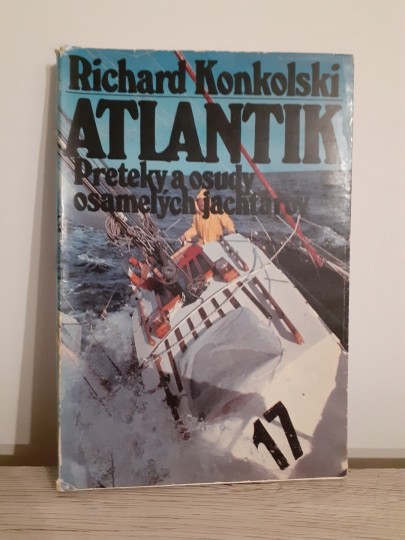 Richard Konkolski
ATLANTIK
Preteky a osudy
osamelých jachtárov
17